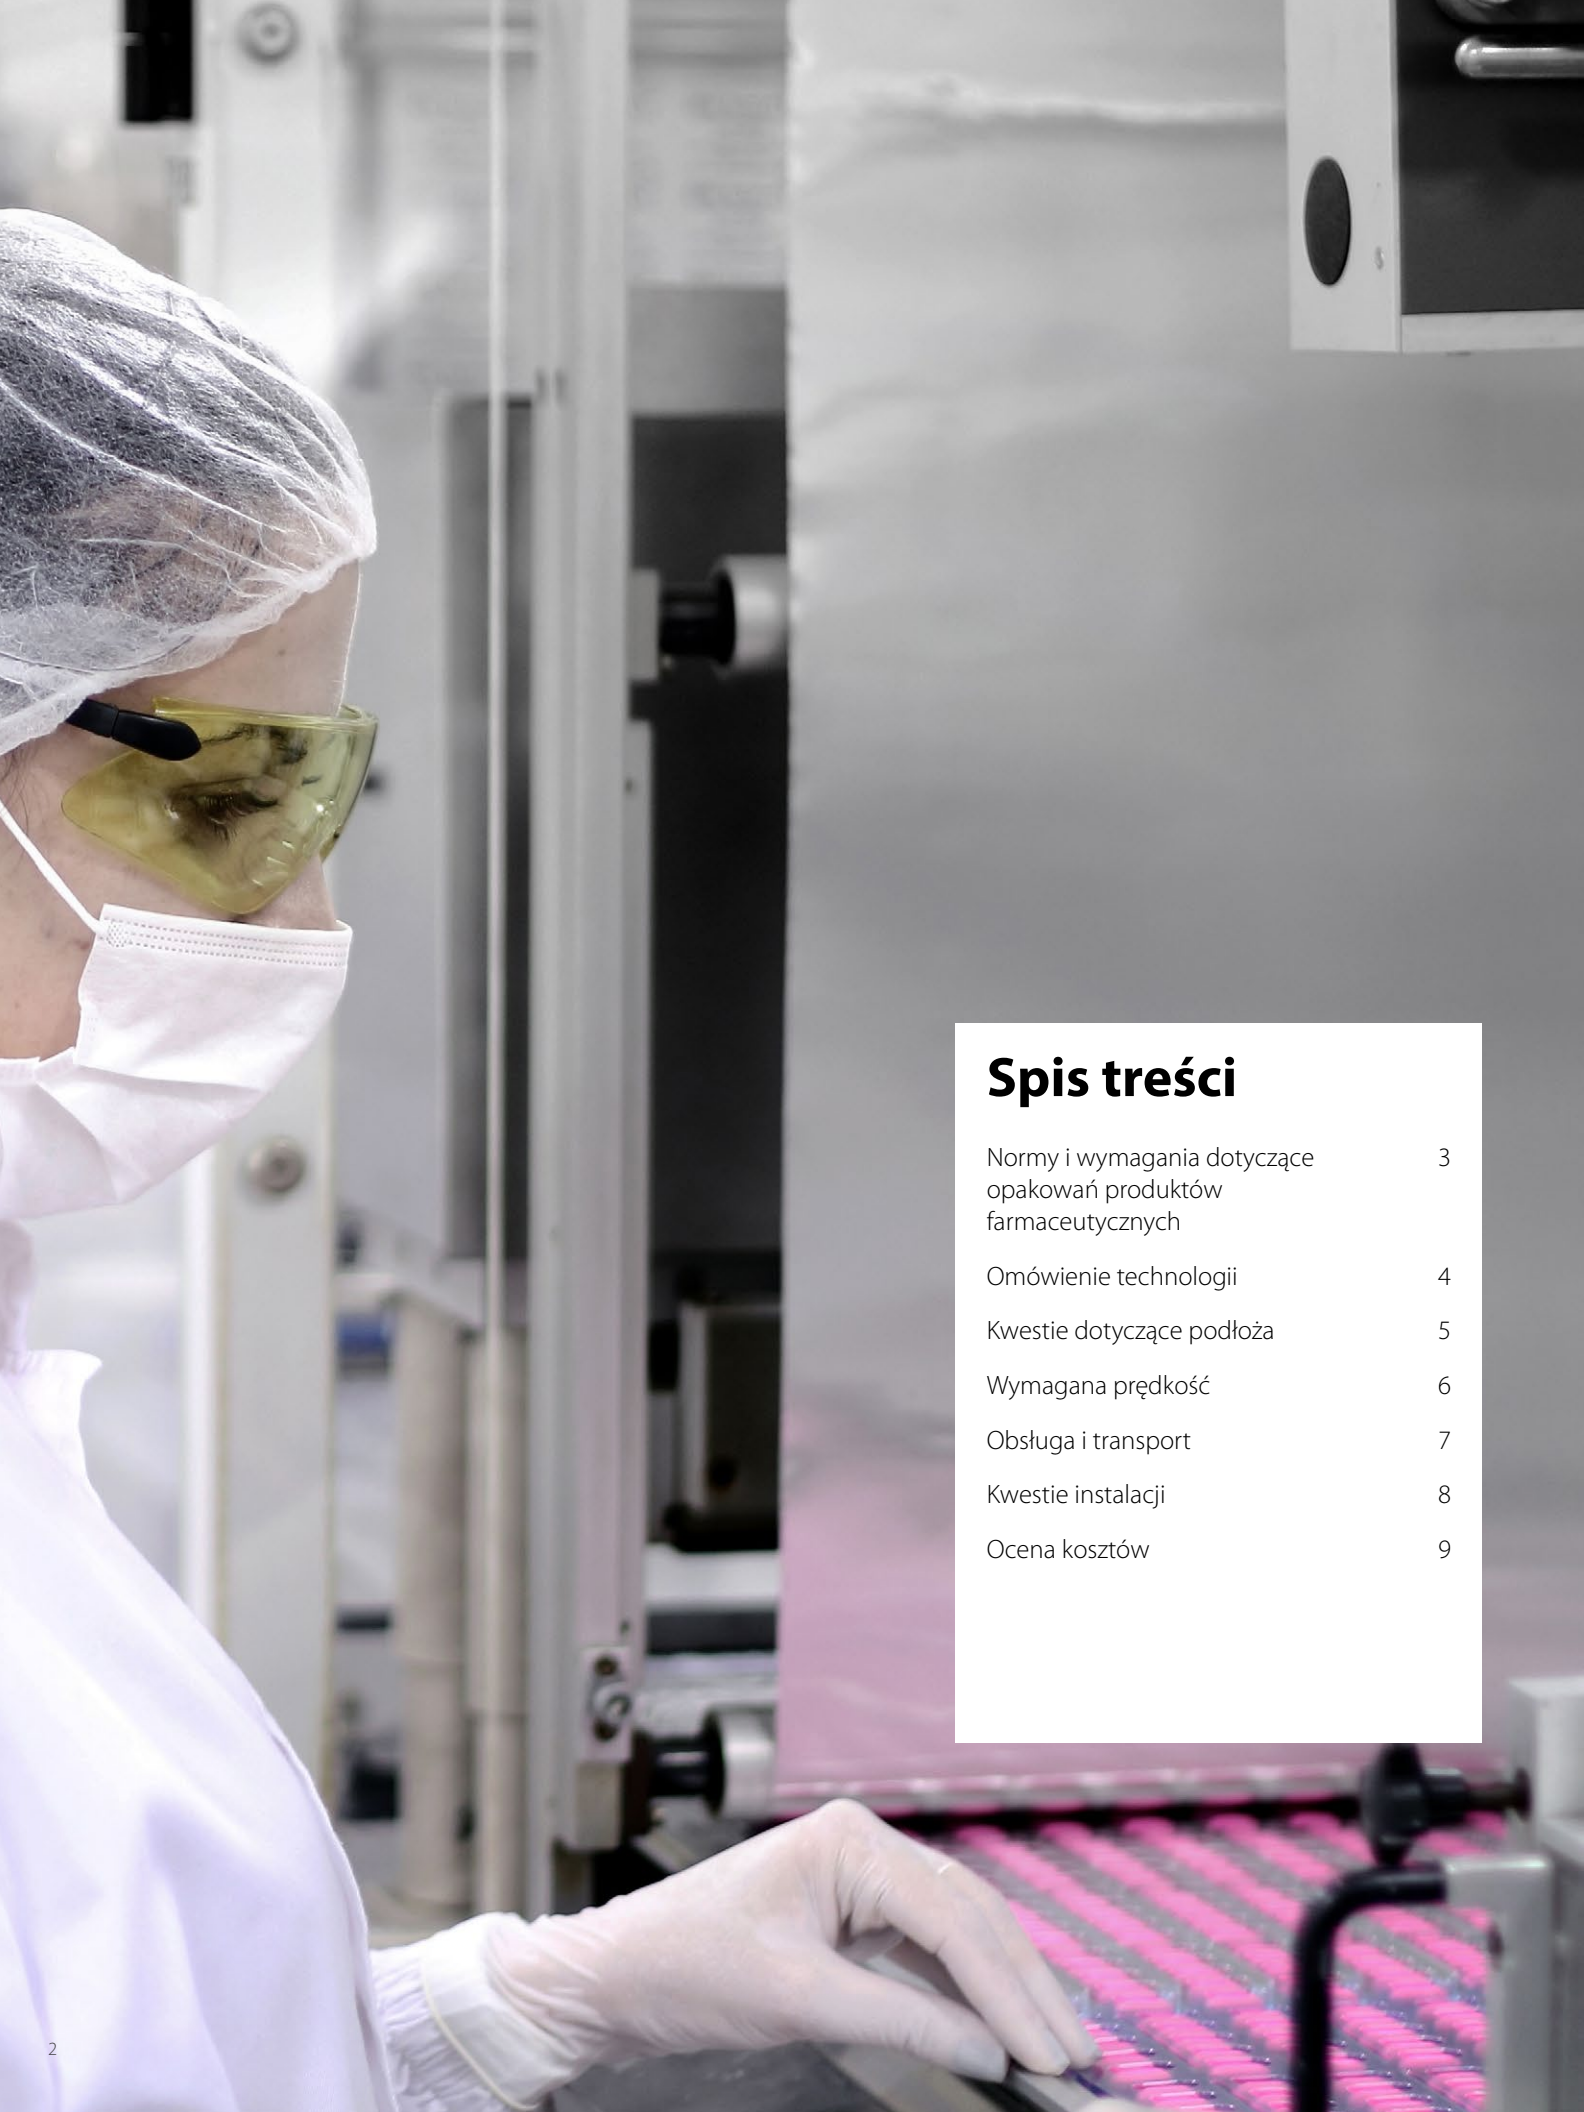 Spis treści
Normy i wymagania dotyczące 3
opakowań produktów
farmaceutycznych
Omówienie technologii 4
Kwestie dotyczące podłoża 5
Wymagana prędkość 6
Obsługa i transport 7
Kwestie instalacji 8
Ocena kosztów 9
2